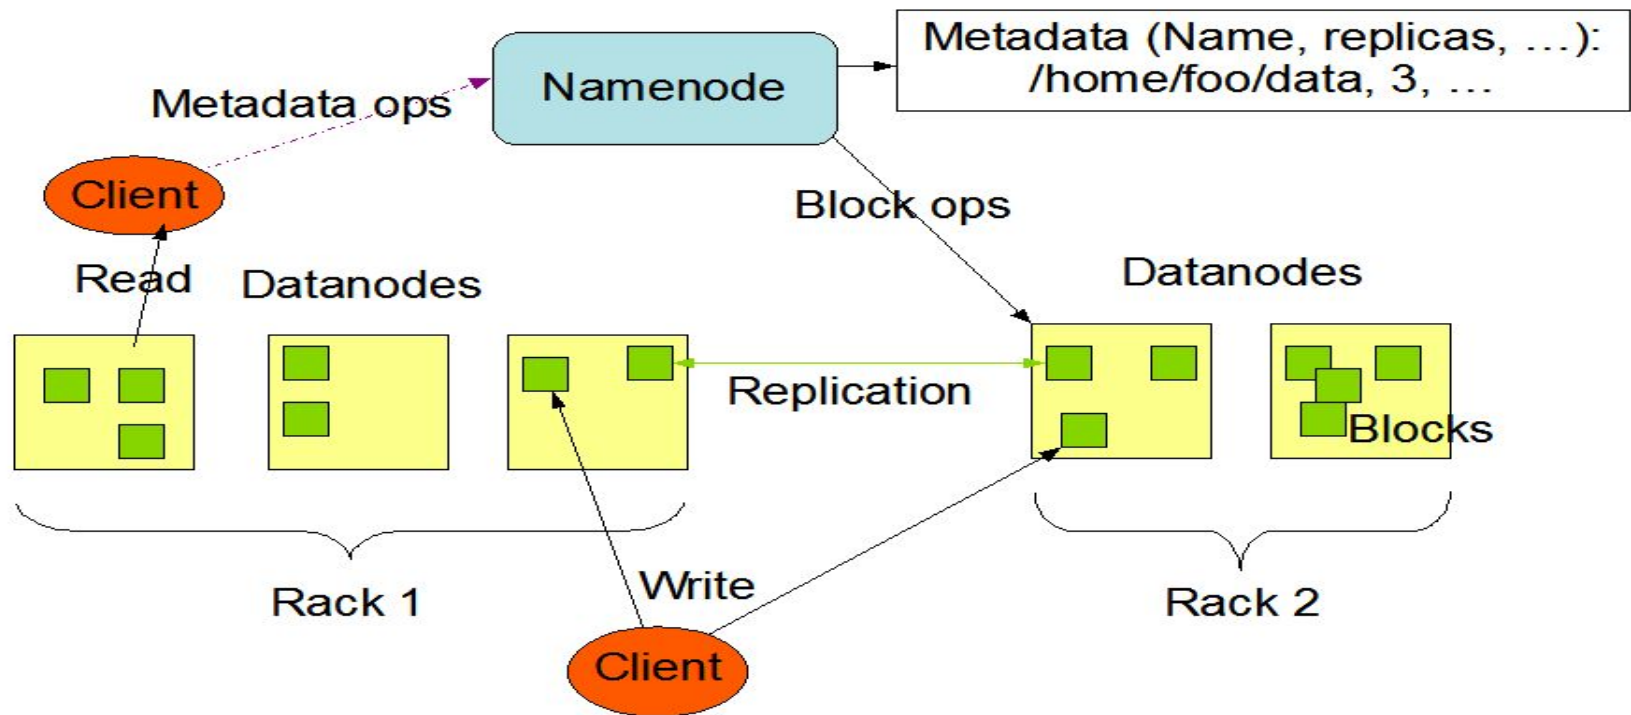 Metadata (Name, replicas, ...):
/home/foo/data, 3, ...
Namenode
Metadata ops
Client
Block ops
Read
Datanodes
Datanodes
Replication
Blocks
Rack 1
Write
Rack 2
Client